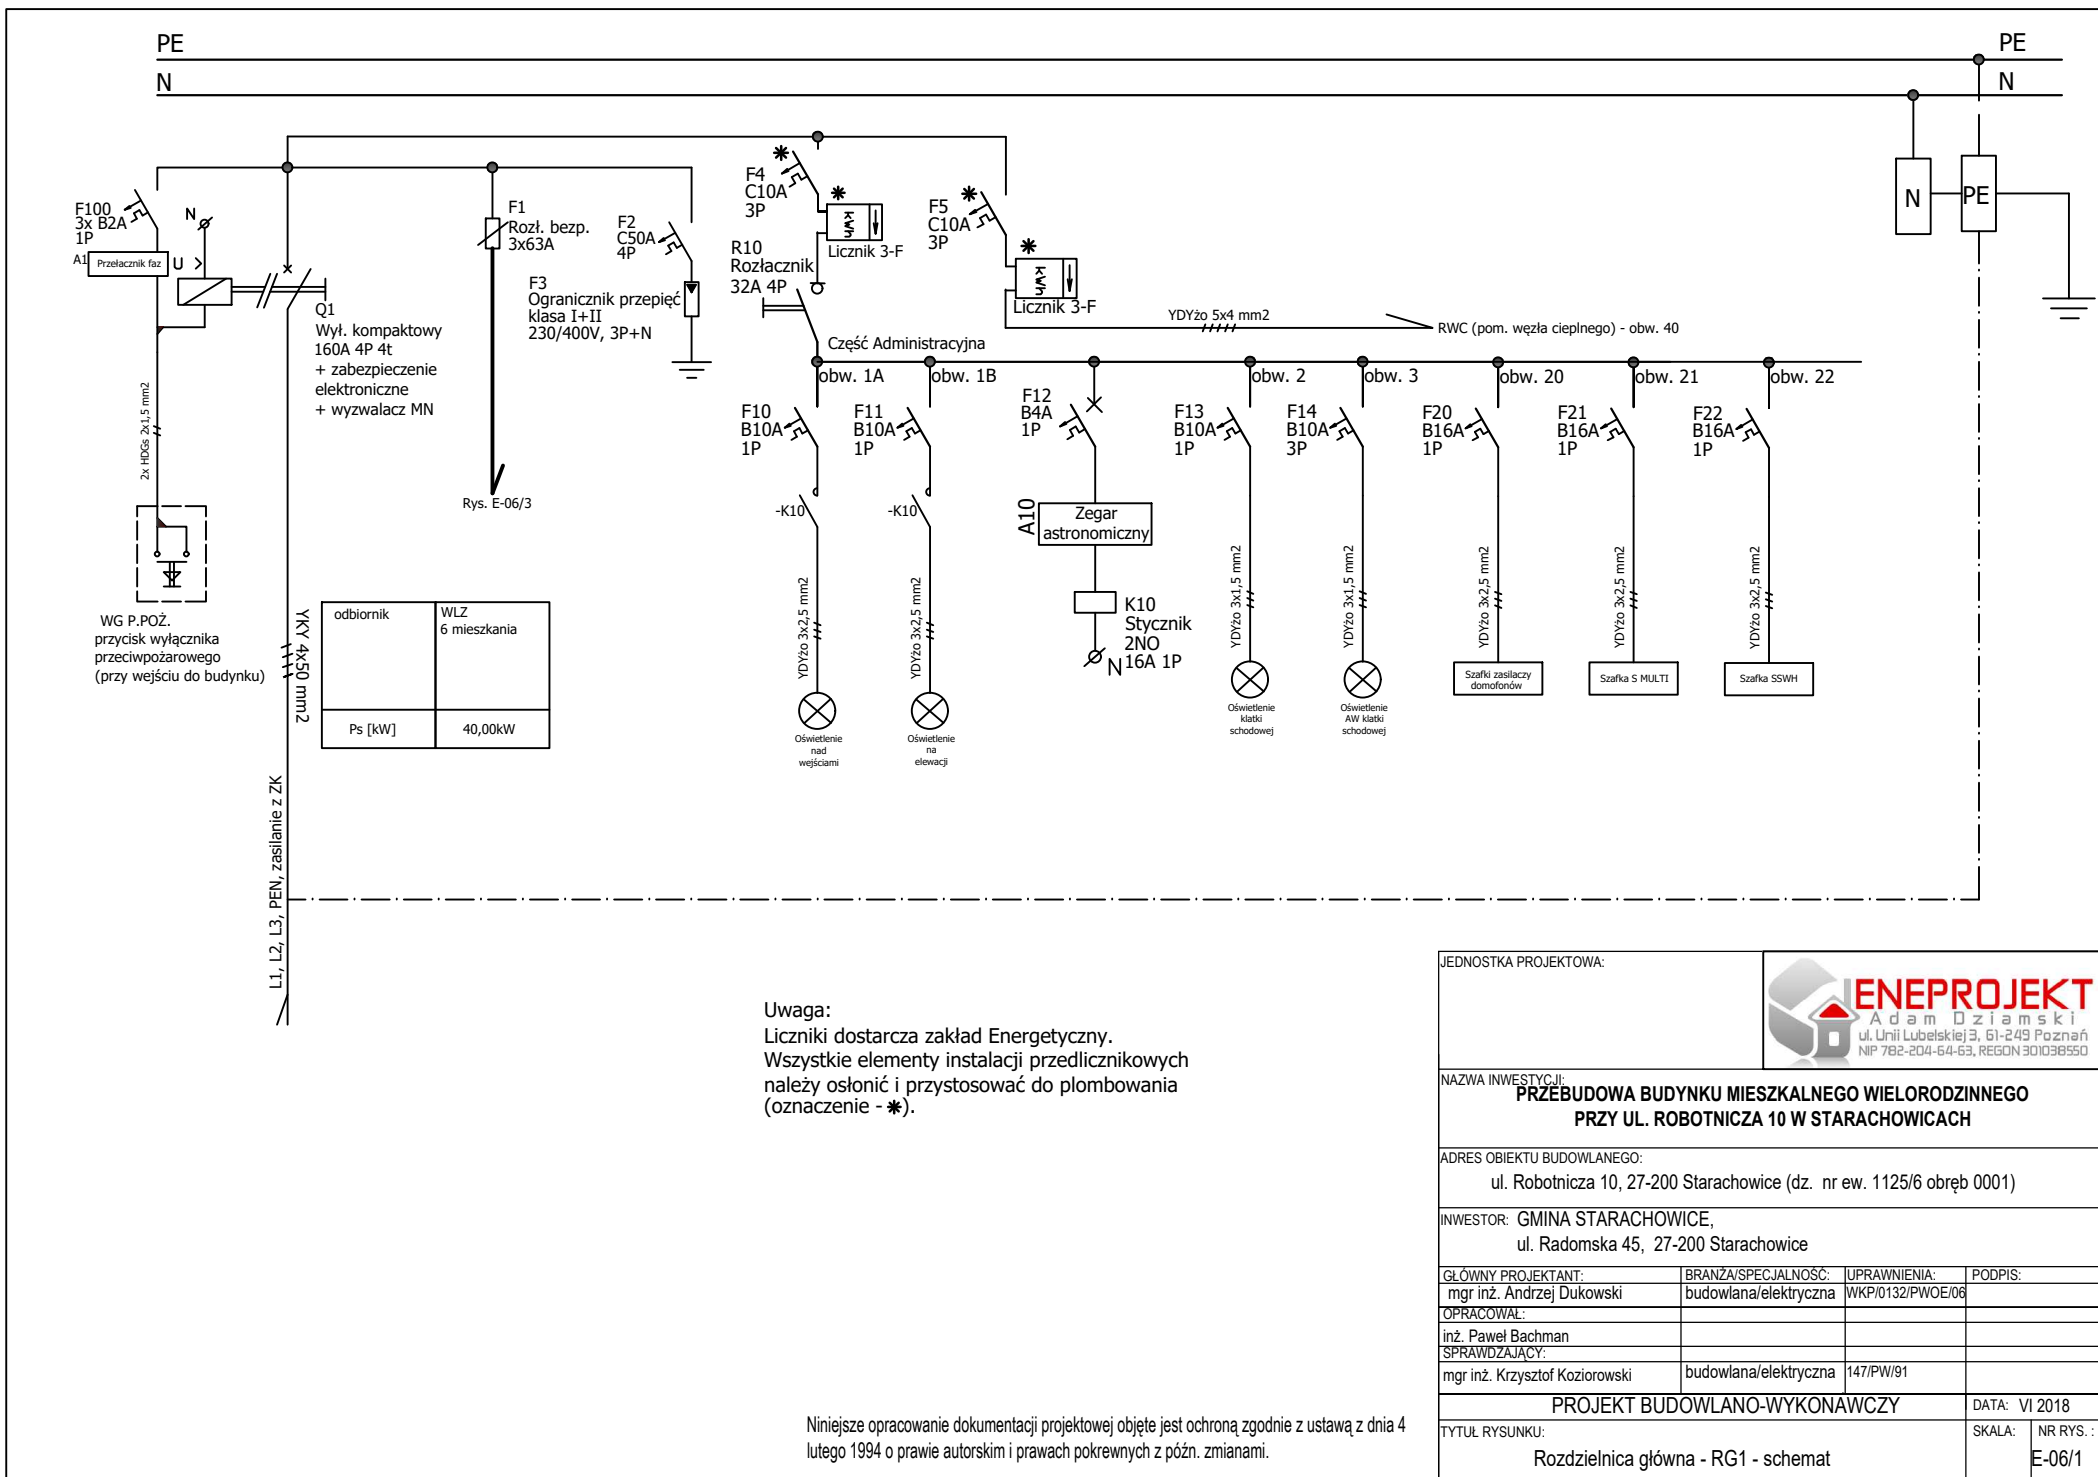 PE
PE
N
N
F100
3x B2A
1P
A1
Przełacznik faz
N
U
Q1
Wył. kompaktowy
160A 4P 4t
+ zabezpieczenie
elektroniczne
+ wyzwalacz MN
F1
Rozł. bezp.
3x63A
Rys. E-06/3
F2
C50A
4P
F3
Ogranicznik przepięć
klasa I+II
230/400V, 3P+N
F4
C10A
3P
kWh
Licznik 3-F
R10
Rozłacznik
32A 4P
F5
C10A
3P
kWh
Licznik 3-F
YDYżo 5x4 mm2
RWC (pom. węzła cieplnego) - obw. 40
N
PE
Część Administracyjna
obw. 1A
obw. 1B
obw. 2
obw. 3
obw. 20
obw. 21
obw. 22
F10
B10A
1P
F11
B10A
1P
F12
B4A
1P
F13
B10A
1P
F14
B10A
3P
F20
B16A
1P
F21
B16A
1P
F22
B16A
1P
-K10
-K10
A10
Zegar
astronomiczny
K10
Stycznik
2NO
16A 1P
N
YDYżo 3x2,5 mm2
YDYżo 3x2,5 mm2
YDYżo 3x1,5 mm2
YDYżo 3x1,5 mm2
YDYżo 3x2,5 mm2
YDYżo 3x2,5 mm2
YDYżo 3x2,5 mm2
Oświetlenie
nad
wejściami
Oświetlenie
na
elewacji
Oświetlenie
klatki
schodowej
Oświetlenie
AW klatki
schodowej
Szafki zasilaczy
domofonów
Szafka S MULTI
Szafka SSWH
2x HDGs 2x1,5 mm2
WG P.POŻ.
przycisk wyłącznika
przeciwpożarowego
(przy wejściu do budynku)
YKY 4x50 mm2
L1, L2, L3, PEN, zasilanie z ZK
odbiornik
WLZ
6 mieszkania
Ps [kW]
40,00kW
Uwaga:
Liczniki dostarcza zakład Energetyczny.
Wszystkie elementy instalacji przedlicznikowych
należy osłonić i przystosować do plombowania
(oznaczenie - *).
Niniejsze opracowanie dokumentacji projektowej objęte jest ochroną zgodnie z ustawą z dnia 4
lutego 1994 o prawie autorskim i prawach pokrewnych z późn. zmianami.
JEDNOSTKA PROJEKTOWA:
ENEPROJEKT
Adam Dziamski
ul. Unii Lubelskiej 3, 61-249 Poznań
NIP 782-204-64-63, REGON 301038550
NAZWA INWESTYCJI:
PRZEBUDOWA BUDYNKU MIESZKALNEGO WIELORODZINNEGO
PRZY UL. ROBOTNICZA 10 W STARACHOWICACH
ADRES OBIEKTU BUDOWLANEGO:
ul. Robotnicza 10, 27-200 Starachowice (dz. nr ew. 1125/6 obręb 0001)
INWESTOR: GMINA STARACHOWICE,
ul. Radomska 45, 27-200 Starachowice
GŁÓWNY PROJEKTANT: BRANŻA/SPECJALNOŚĆ: UPRAWNIENIA: PODPIS:
mgr inż. Andrzej Dukowski budowlana/elektryczna WKP/0132/PWOE/06
OPRACOWAŁ:
inż. Paweł Bachman
SPRAWDZAJĄCY:
mgr inż. Krzysztof Koziorowski budowlana/elektryczna 147/PW/91
PROJEKT BUDOWLANO-WYKONAWCZY DATA: VI 2018
TYTUŁ RYSUNKU: SKALA: NR RYS. :
Rozdzielnica główna - RG1 - schemat E-06/1